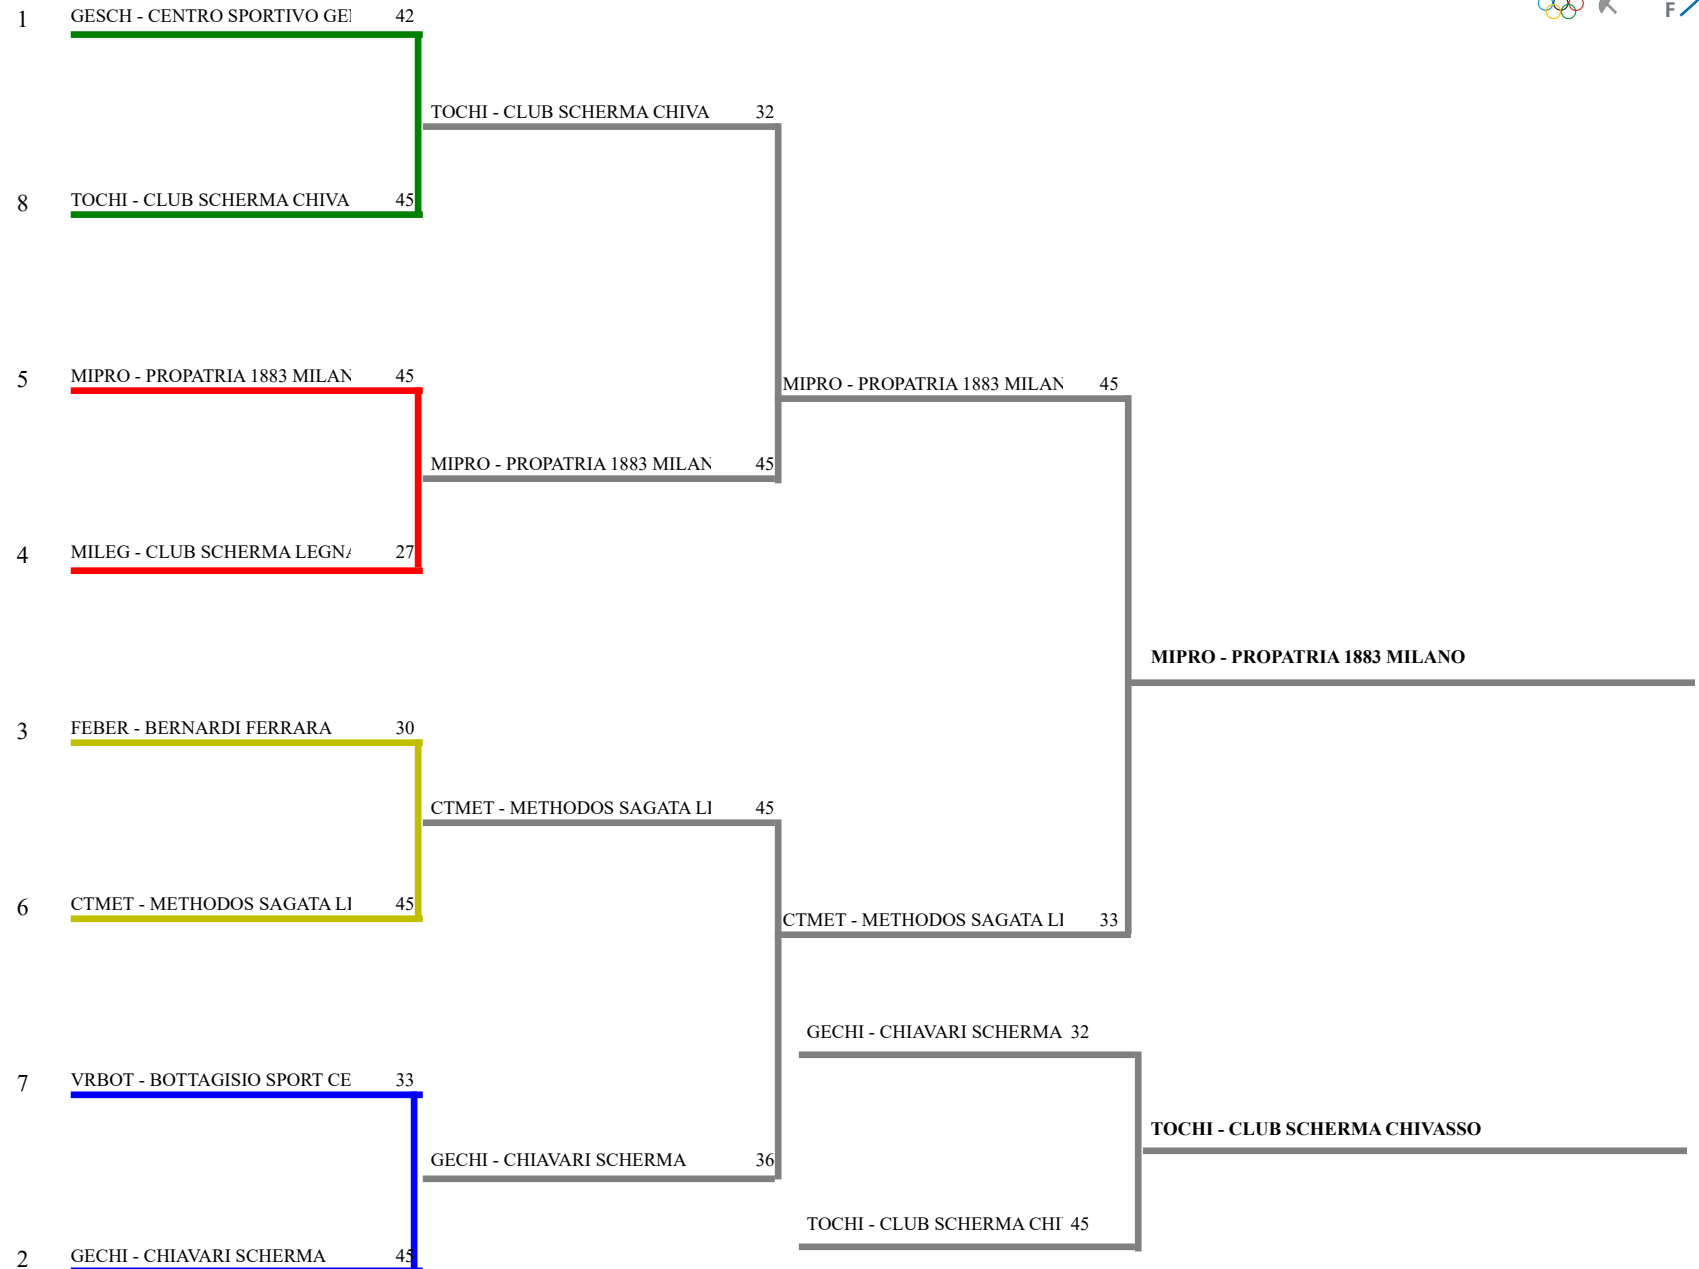 1 GESCH - CENTRO SPORTIVO GE 42
TOCHI - CLUB SCHERMA CHIVA 32
8 TOCHI - CLUB SCHERMA CHIVA 45
5 MIPRO - PROPATRIA 1883 MILAN 45
MIPRO - PROPATRIA 1883 MILAN 45
MIPRO - PROPATRIA 1883 MILAN 45
4 MILEG - CLUB SCHERMA LEGNA 27
MIPRO - PROPATRIA 1883 MILANO
3 FEBER - BERNARDI FERRARA 30
CTMET - METHODOS SAGATA LI 45
6 CTMET - METHODOS SAGATA LI 45
CTMET - METHODOS SAGATA LI 33
GECHI - CHIAVARI SCHERMA 32
7 VRBOT - BOTTAGISIO SPORT CE 33
TOCHI - CLUB SCHERMA CHIVASSO
GECHI - CHIAVARI SCHERMA 36
TOCHI - CLUB SCHERMA CHI 45
2 GECHI - CHIAVARI SCHERMA 45
F